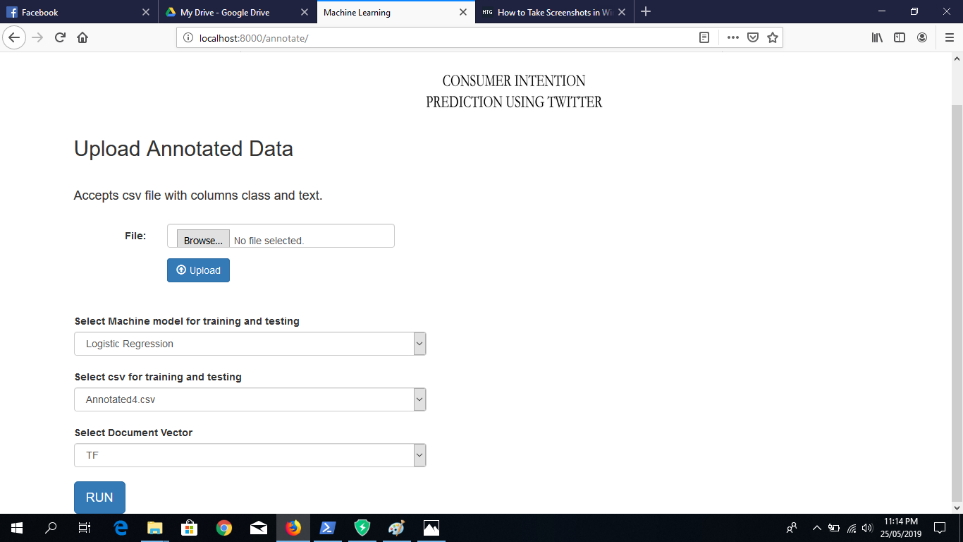 Facebook
My Drive - Google Drive
Machine Learning
HTG How to Take Screenshots in Wi
localhost:8000/annotate/
CONSUMER INTENTION
PREDICTION USING TWITTER
Upload Annotated Data
Accepts csv file with columns class and text.
File:
Browse... No file selected.
Upload
Select Machine model for training and testing
Logistic Regression
Select csv for training and testing
Annotated4.csv
Select Document Vector
TF
RUN
11:14 PM
25/05/2019